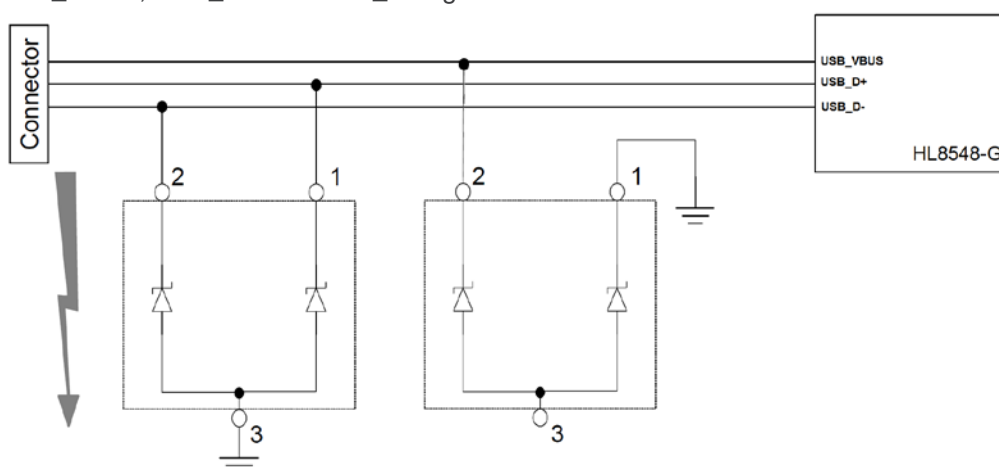 Connector
USB_VBUS
USB_D+
USB_D-
HL8548-G
2
1
2
1
3
3